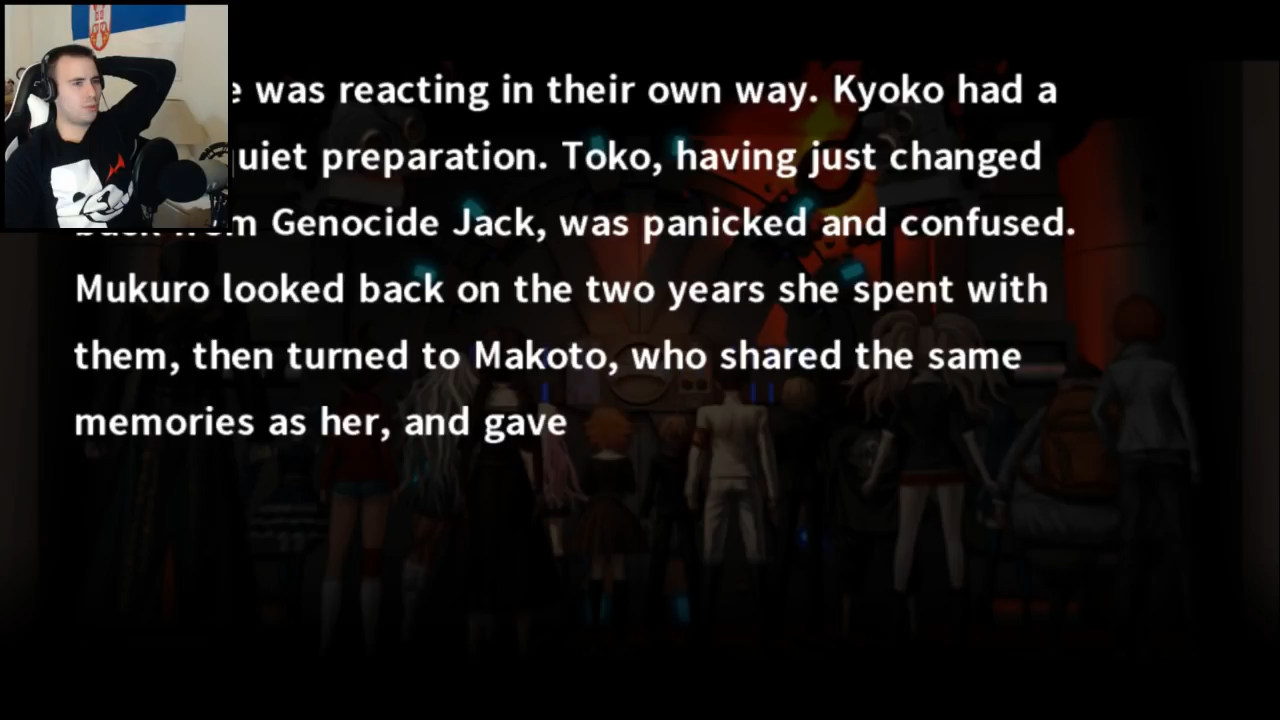 was reacting in their own way. Kyoko had a
quiet preparation. Toko, having just changed
Genocide Jack, was panicked and confused.
Mukuro looked back on the two years she spent with
them, then turned to Makoto, who shared the same
memories as her, and gave